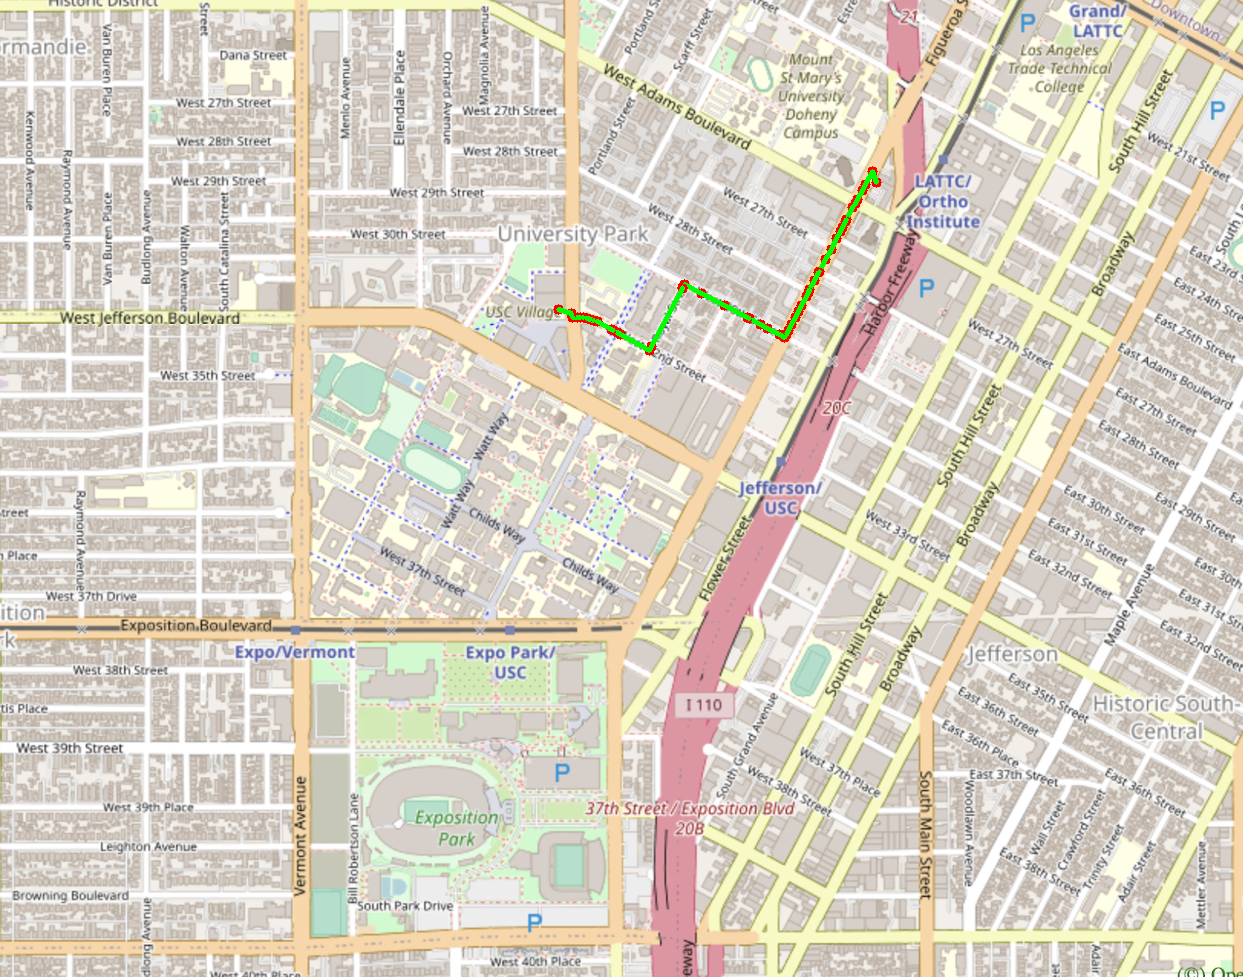 Historic District
21
Figueroa S
Grand/
LATTC
Downtown
P
Los Angeles
Trade Technical
College
ormandie
Van Buren Place
Street
Dana Street
Menlo Avenue
Ellendale Place
Orchard Avenue
Magnolia Avenue
Portland St
Scarff Street
Estre
Mount
St Mary's
University
Doheny
Campus
West Adams Boulevard
South Hill Street
P
West 27th Street
West 27th Street
Portland Street
Kenwood Avenue
West 28th Street
West 28th Street
West 21st Street
Raymond Avenue
West 29th Street
West 29th Street
Van Buren Place
Budlong Avenue
Walton Avenue
South Catalina Street
West 27th Street
LATTC/
Ortho
Institute
West 28th Street
West 30th Street
University Park
South
Broadway
East 23rd Street
East 24th Stre
P
Harbor Freeway
USC Village
West Jefferson Boulevard
East 25th Street
West 27th Street
East Adams Boulevard
West 35th Street
2nd Street
East 27th Street
20C
South Hill Street
East 28th Street
Watt Way
Jefferson/
USC
Raymond Avenue
Watt Way
Childs Way
Broadway
East 30th Street
East 29th Street
treet
West 33rd Street
East 31st Street
n Place
West 37th Street
Childs Way
Flower Street
East 32nd Street
East 30th
West 37th Drive
Maple Avenue
East 31st
ition
k
Exposition Boulevard
South Hill Street
Broadway
East 32nd Street
Expo/Vermont
Expo Park/
USC
Jefferson
West 38th Street
East 35th Street
I 110
East 36th Street
Historic South-
Central
tis Place
South Grand Avenue
East 36th Place
West 39th Street
West 37th Place
East 37th Street
East 36th Street
P
West 38th Street
West 39th Place
Vermont Avenue
Bill Robertson Lane
Exposition
Park
37th Street / Exposition Blvd
20B
South Main Street
Woodlawn Avenue
Wall Street
Crawford Street
Trinity Street
Adair Street
Mettler Avenue
Leighton Avenue
East 38th Street
Browning Boulevard
South Park Drive
P
dlong Avenue
West 40th Place
West 40th Place
eeway
Adai
(©) Ope